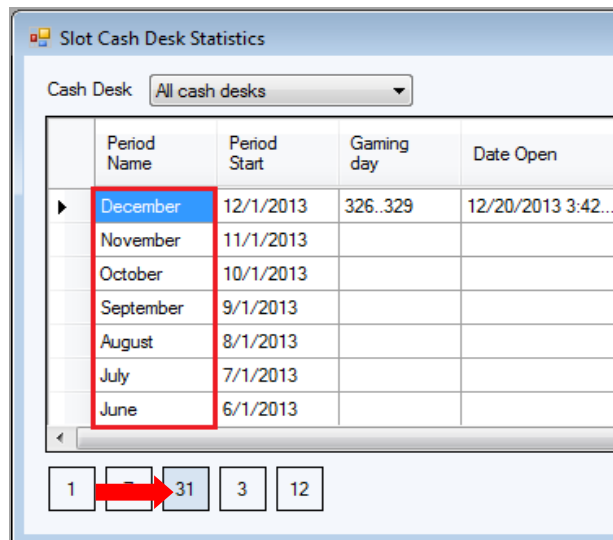 Slot Cash Desk Statistics
Cash Desk All cash desks
Period Name Period Start Gaming day Date Open
December 12/1/2013 326..329 12/20/2013 3:42...
November 11/1/2013
October 10/1/2013
September 9/1/2013
August 8/1/2013
July 7/1/2013
June 6/1/2013
1 31 3 12